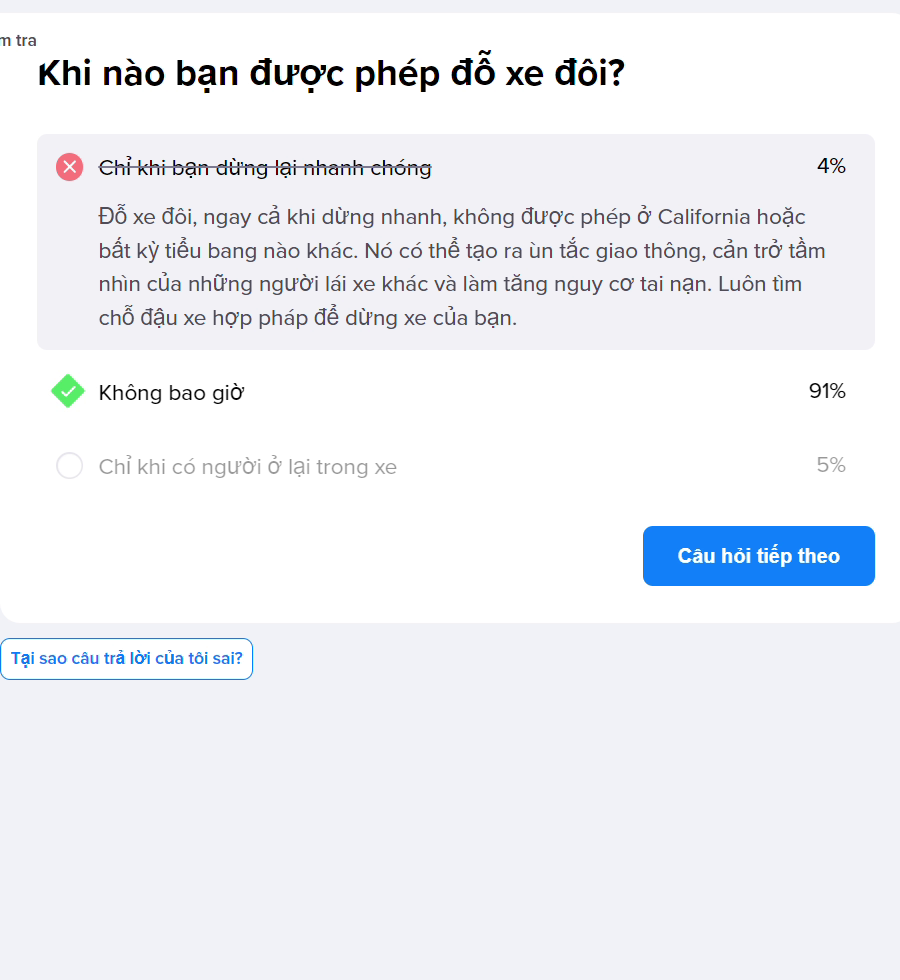 m tra
Khi nào bạn được phép đỗ xe đôi?
Chỉ khi bạn dừng lại nhanh chóng
4%
Đỗ xe đôi, ngay cả khi dừng nhanh, không được phép ở California hoặc
bất kỳ tiểu bang nào khác. Nó có thể tạo ra ùn tắc giao thông, cản trở tầm
nhìn của những người lái xe khác và làm tăng nguy cơ tai nạn. Luôn tìm
chỗ đậu xe hợp pháp để dừng xe của bạn.
Không bao giờ
91%
Chỉ khi có người ở lại trong xe
5%
Câu hỏi tiếp theo
Tại sao câu trả lời của tôi sai?